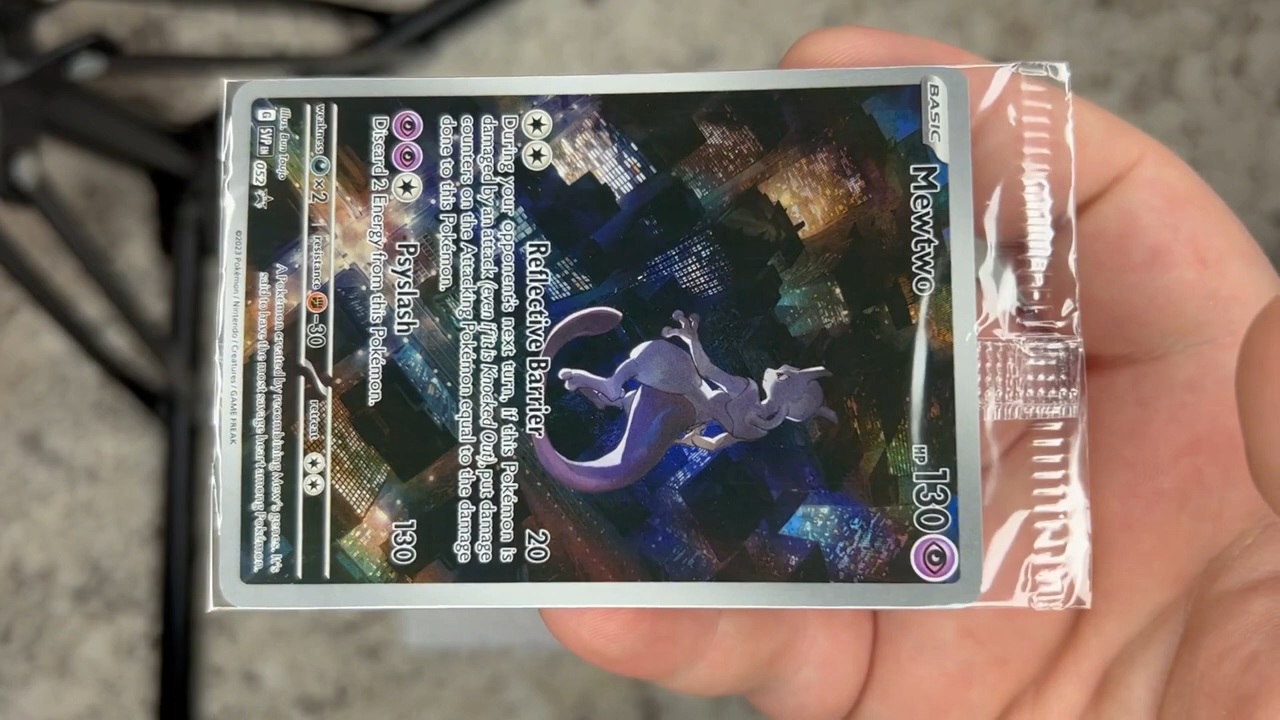 BASIC
Mewtwo
HP 130
Reflective Barrier 20
During your opponent's next turn, if this Pokémon is
damaged by an attack (even if it is Knocked Out), put damage
counters on the Attacking Pokémon equal to the damage
done to this Pokémon.
Psyslash 130
Discard 2 Energy from this Pokémon.
weakness ×2 resistance -30 retreat
Illus.
G SVP EN 052
A Pokémon created by recombining Mew's genes. It's
said to have the most savage heart among Pokémon.
©2023 Pokémon / Nintendo / Creatures / GAME FREAK